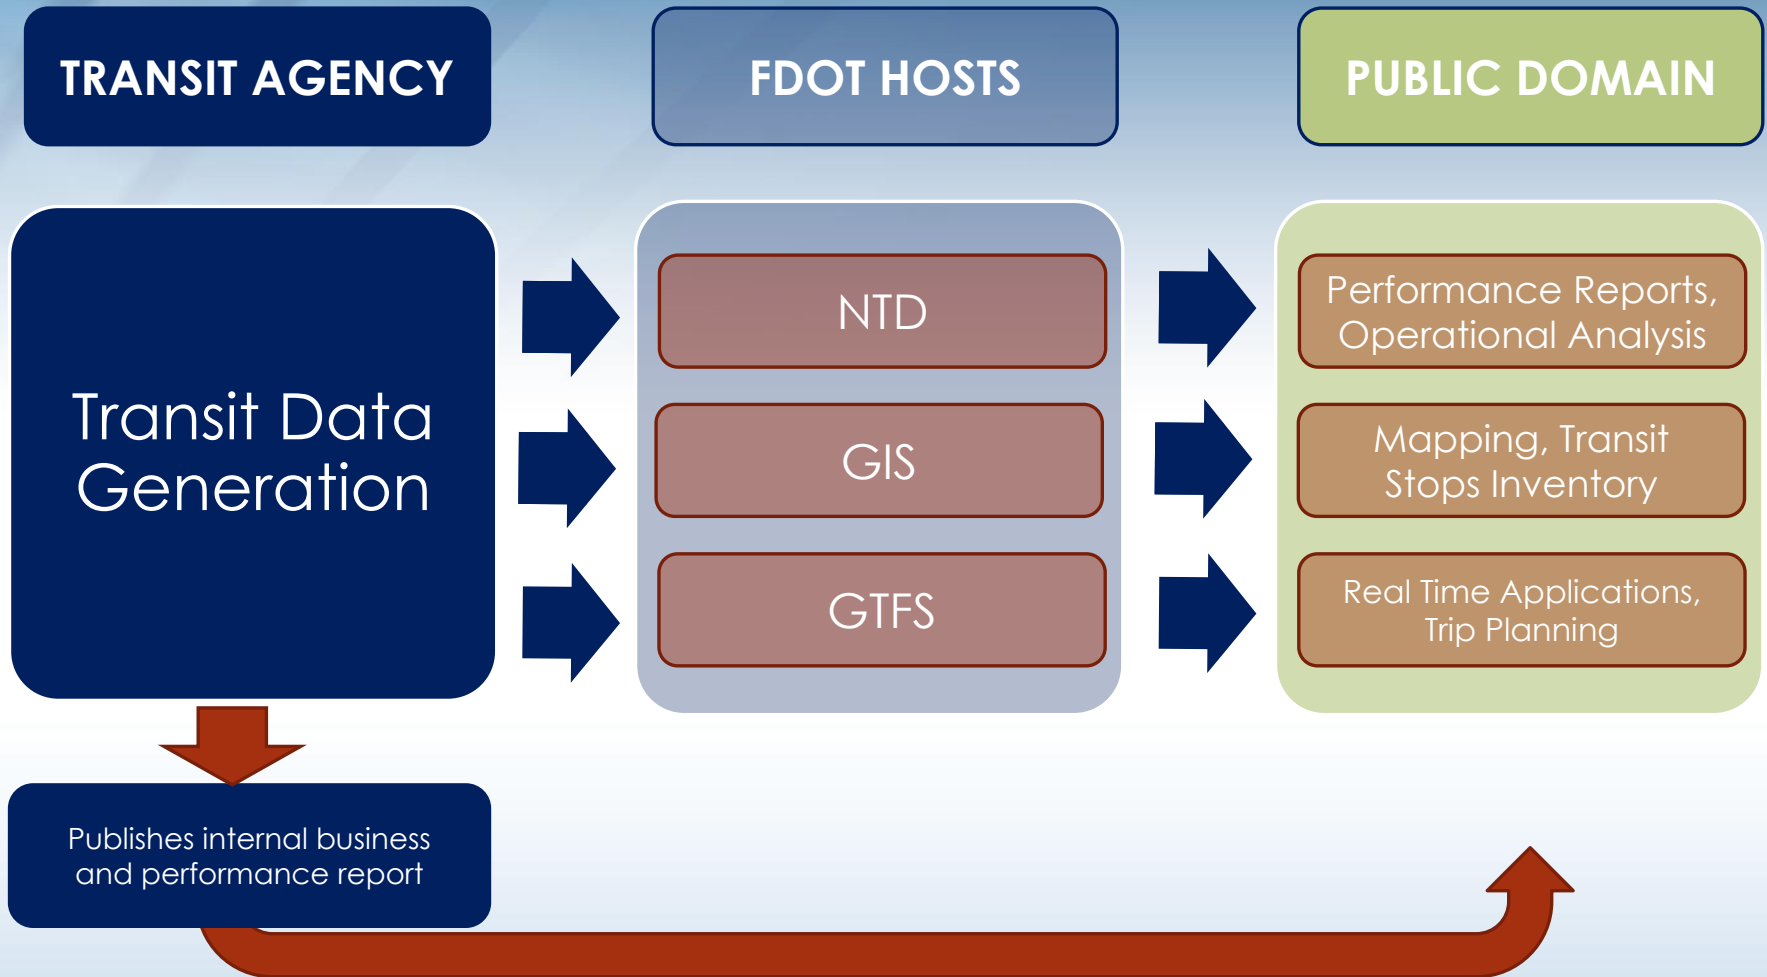 TRANSIT AGENCY
FDOT HOSTS
PUBLIC DOMAIN
Transit Data
Generation
NTD
GIS
GTFS
Performance Reports,
Operational Analysis
Mapping, Transit
Stops Inventory
Real Time Applications,
Trip Planning
Publishes internal business
and performance report